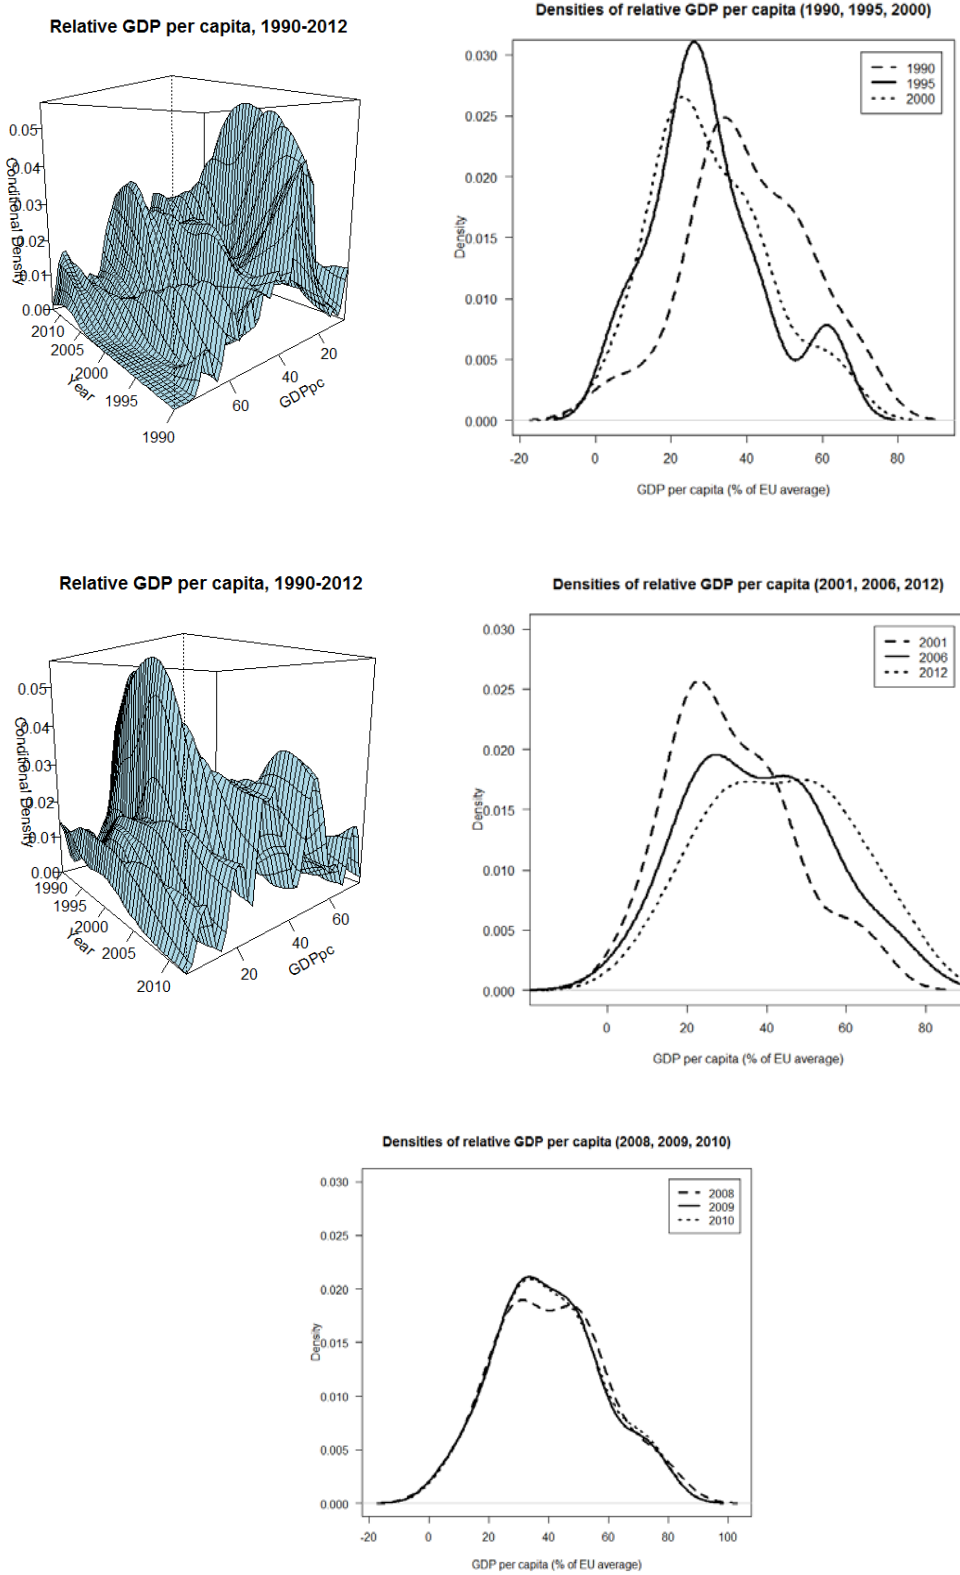 Relative GDP per capita, 1990-2012
0.05
0.04
0.03
0.02
0.01
0.00
Conditional Density
2010
2005
2000
1995
1990
Year
60
40
20
GDPpc
Densities of relative GDP per capita (1990, 1995, 2000)
0.030
0.025
0.020
0.015
0.010
0.005
0.000
Density
1990
1995
2000
-20 0 20 40 60 80
GDP per capita (% of EU average)
Relative GDP per capita, 1990-2012
0.05
0.04
0.03
0.02
0.01
0.00
Conditional Density
1990
1995
2000
2005
2010
Year
20
40
60
GDPpc
Densities of relative GDP per capita (2001, 2006, 2012)
0.030
0.025
0.020
0.015
0.010
0.005
0.000
Density
2001
2006
2012
0 20 40 60 80
GDP per capita (% of EU average)
Densities of relative GDP per capita (2008, 2009, 2010)
0.030
0.025
0.020
0.015
0.010
0.005
0.000
Density
2008
2009
2010
-20 0 20 40 60 80 100
GDP per capita (% of EU average)